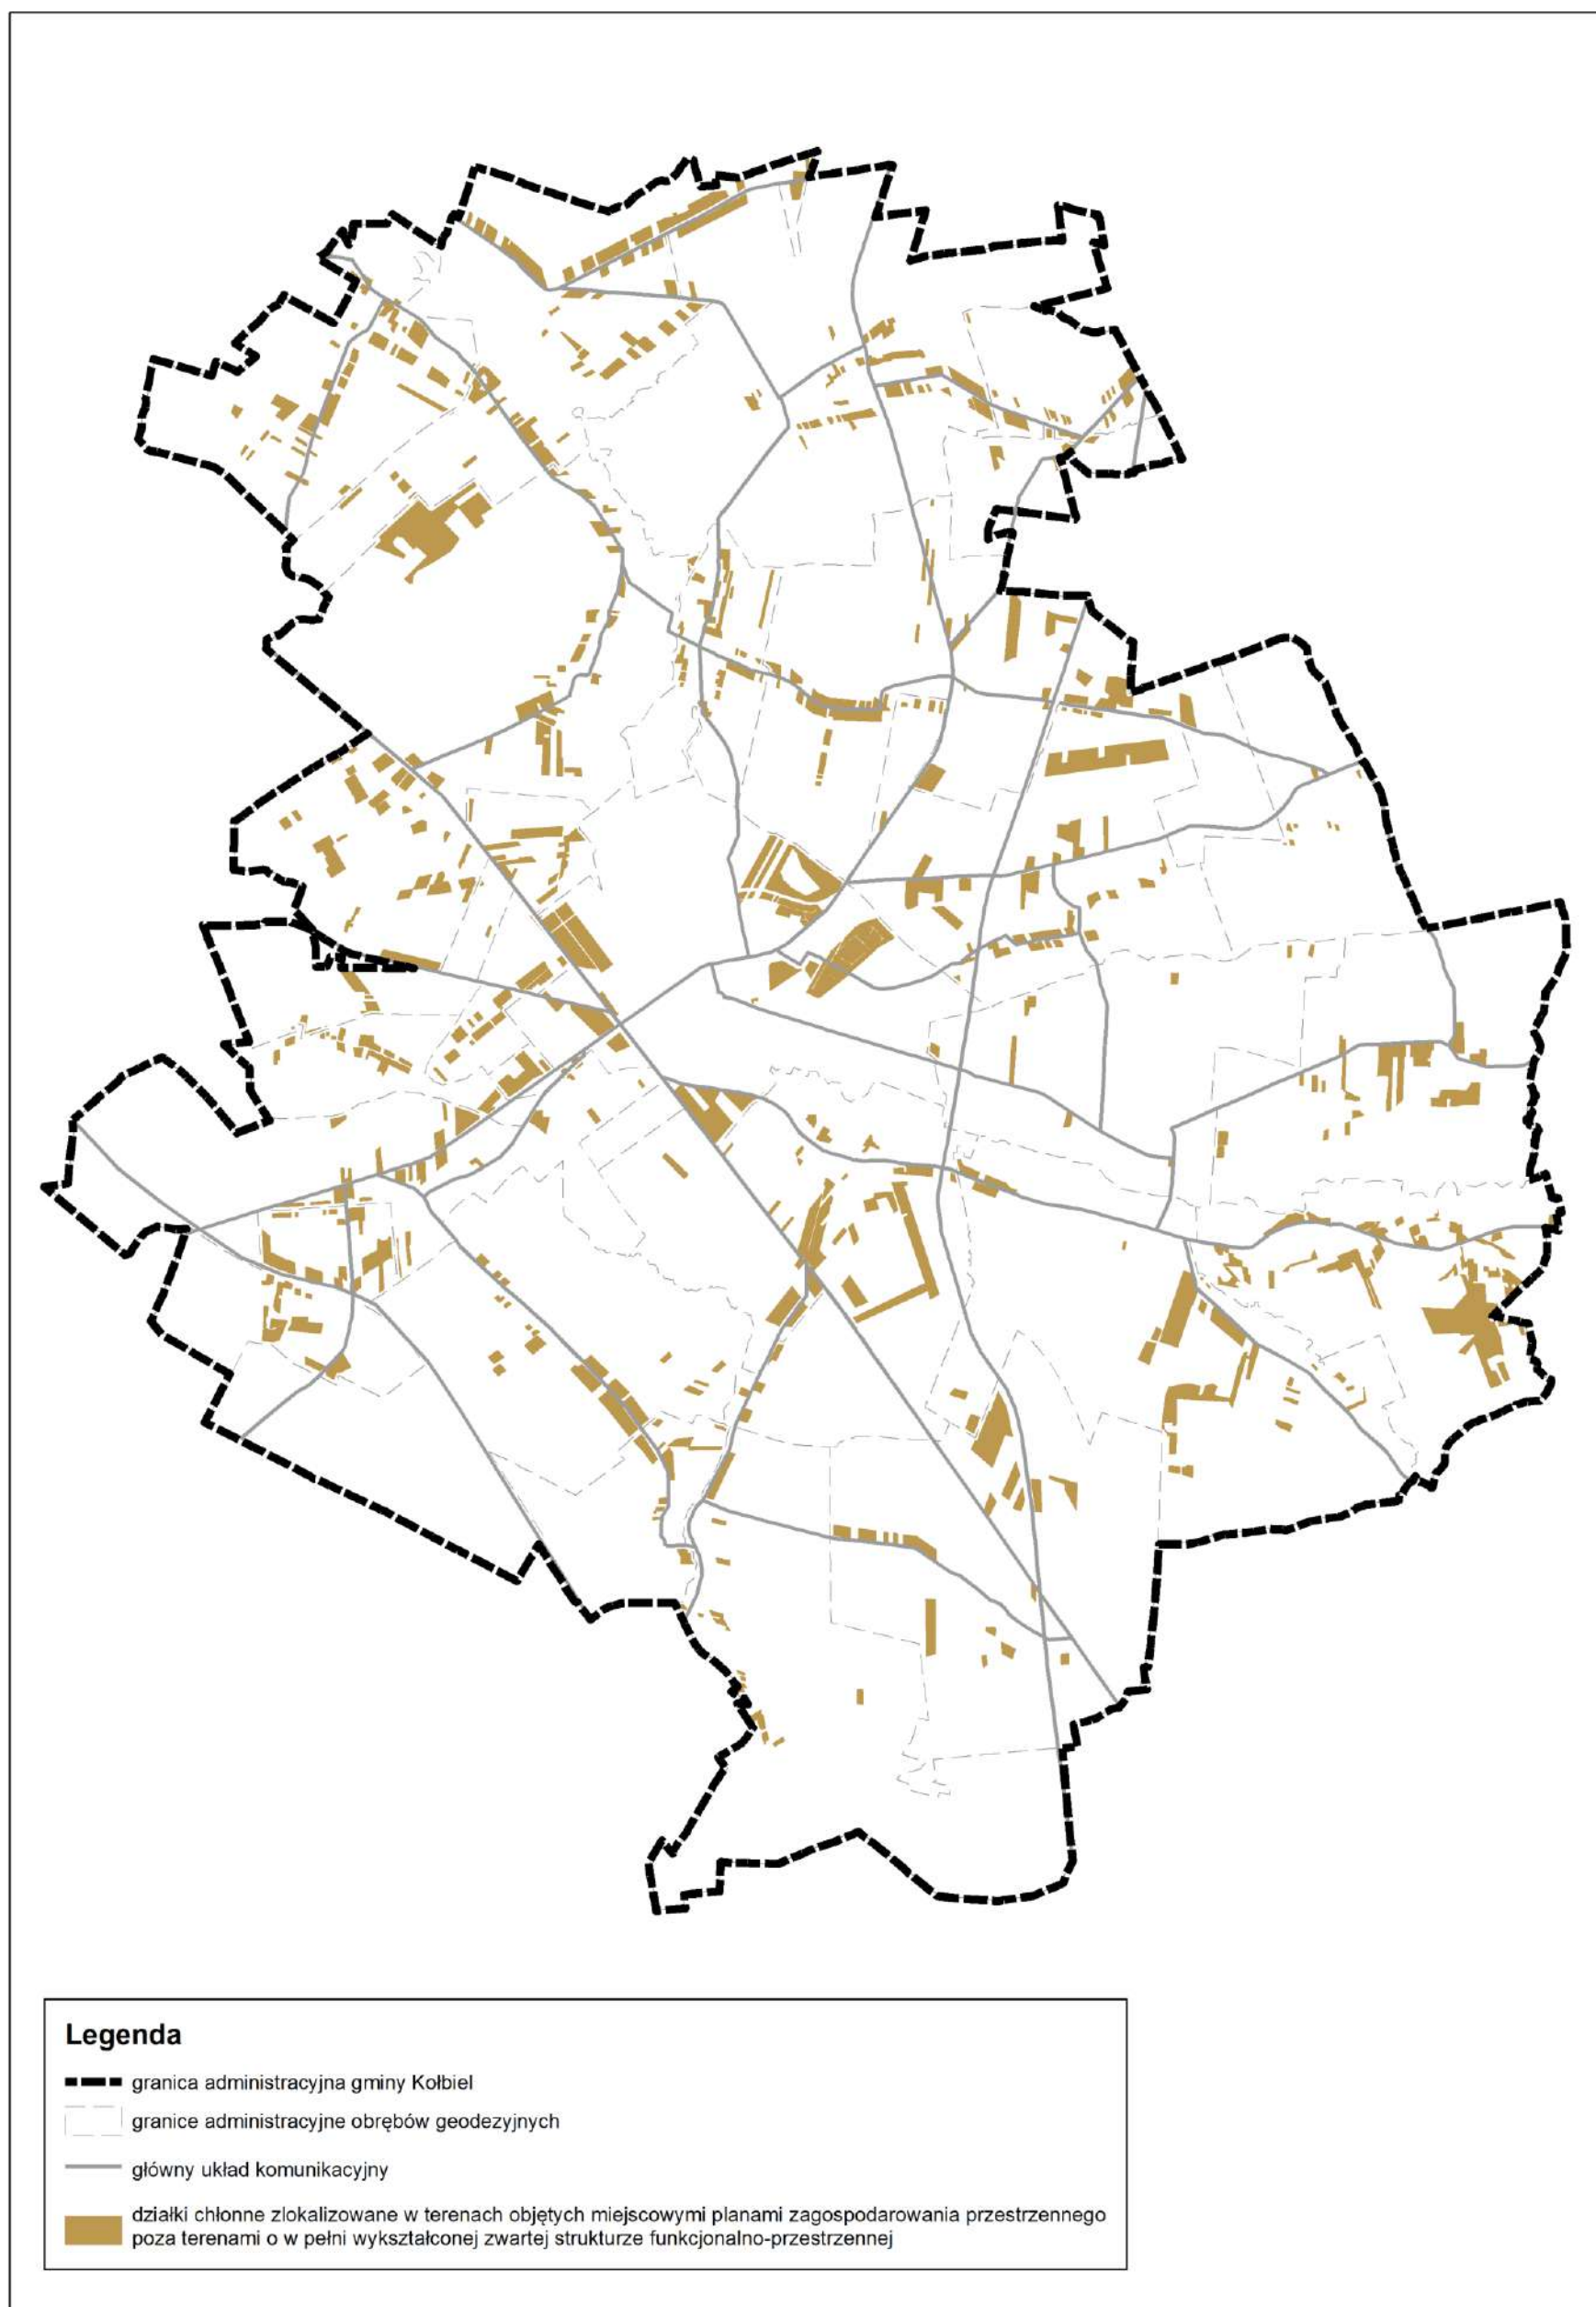 Legenda
granica administracyjna gminy Kołbiel
granice administracyjne obrębów geodezyjnych
główny układ komunikacyjny
działki chłonne zlokalizowane w terenach objętych miejscowymi planami zagospodarowania przestrzennego
poza terenami o w pełni wykształconej zwartej strukturze funkcjonalno-przestrzennej